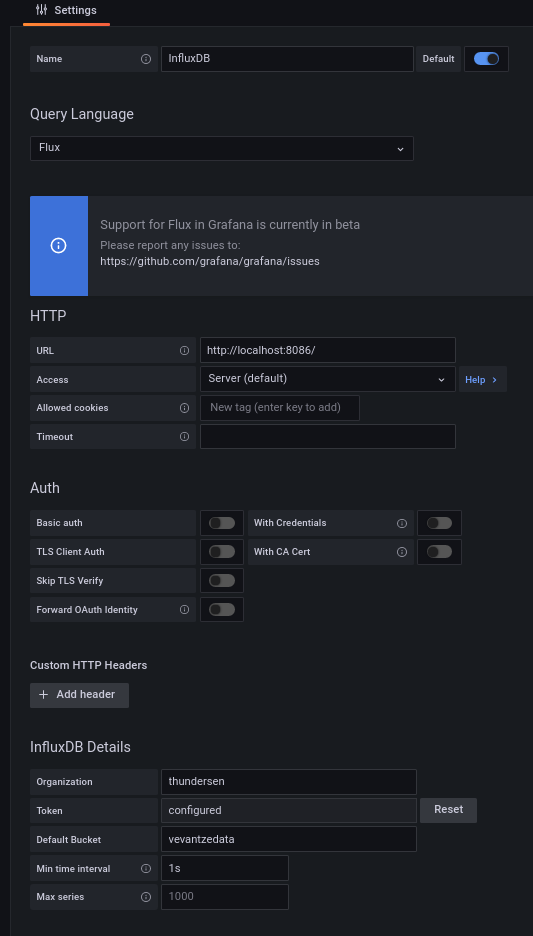 Settings
Name InfluxDB Default
Query Language
Flux
Support for Flux in Grafana is currently in beta
Please report any issues to:
https://github.com/grafana/grafana/issues
HTTP
URL http://localhost:8086/
Access Server (default) Help
Allowed cookies New tag (enter key to add)
Timeout
Auth
Basic auth With Credentials
TLS Client Auth With CA Cert
Skip TLS Verify
Forward OAuth Identity
Custom HTTP Headers
+ Add header
InfluxDB Details
Organization thundersen
Token configured Reset
Default Bucket vevantzedata
Min time interval 1s
Max series 1000